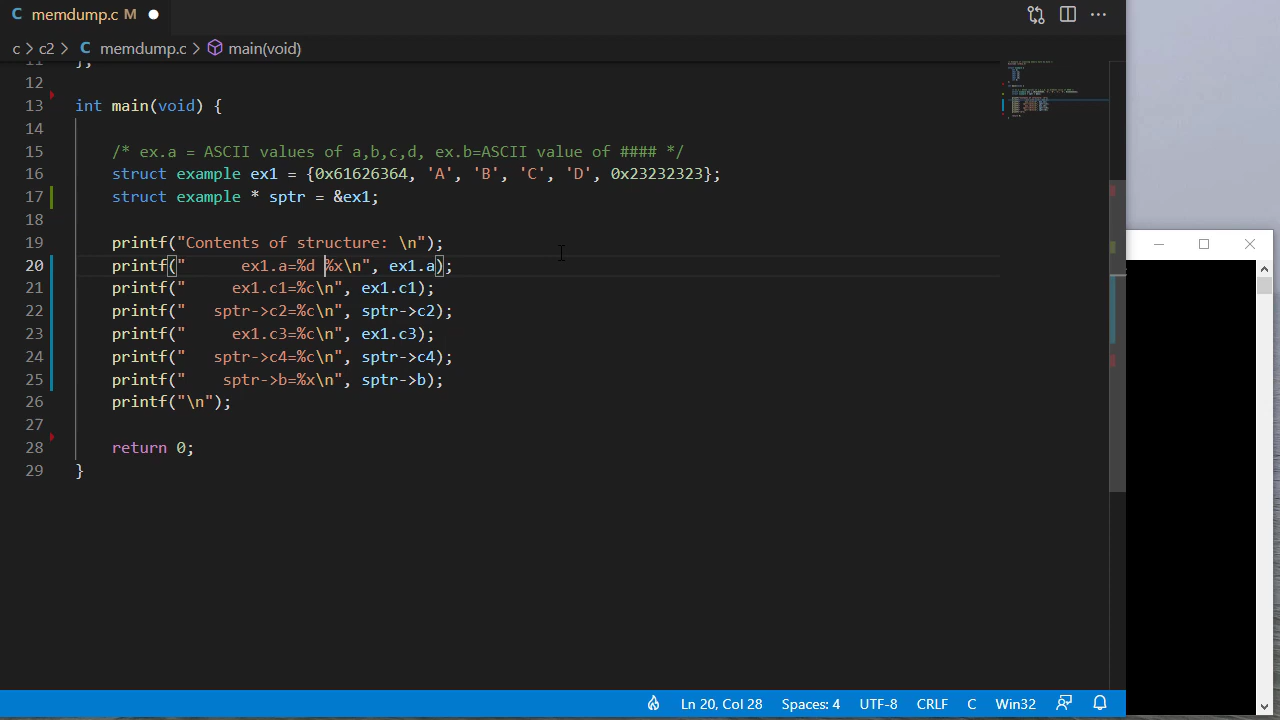 memdump.c M
c > c2 > C memdump.c > main(void)
11 };
12
13 int main(void) {
14
15 /* ex.a = ASCII values of a,b,c,d, ex.b=ASCII value of #### */
16 struct example ex1 = {0x61626364, 'A', 'B', 'C', 'D', 0x23232323};
17 struct example * sptr = &ex1;
18
19 printf("Contents of structure: \n");
20 printf("      ex1.a=%d %x\n", ex1.a);
21 printf("     ex1.c1=%c\n", ex1.c1);
22 printf("   sptr->c2=%c\n", sptr->c2);
23 printf("     ex1.c3=%c\n", ex1.c3);
24 printf("   sptr->c4=%c\n", sptr->c4);
25 printf("    sptr->b=%x\n", sptr->b);
26 printf("\n");
27
28 return 0;
29 }
Ln 20, Col 28 Spaces: 4 UTF-8 CRLF C Win32